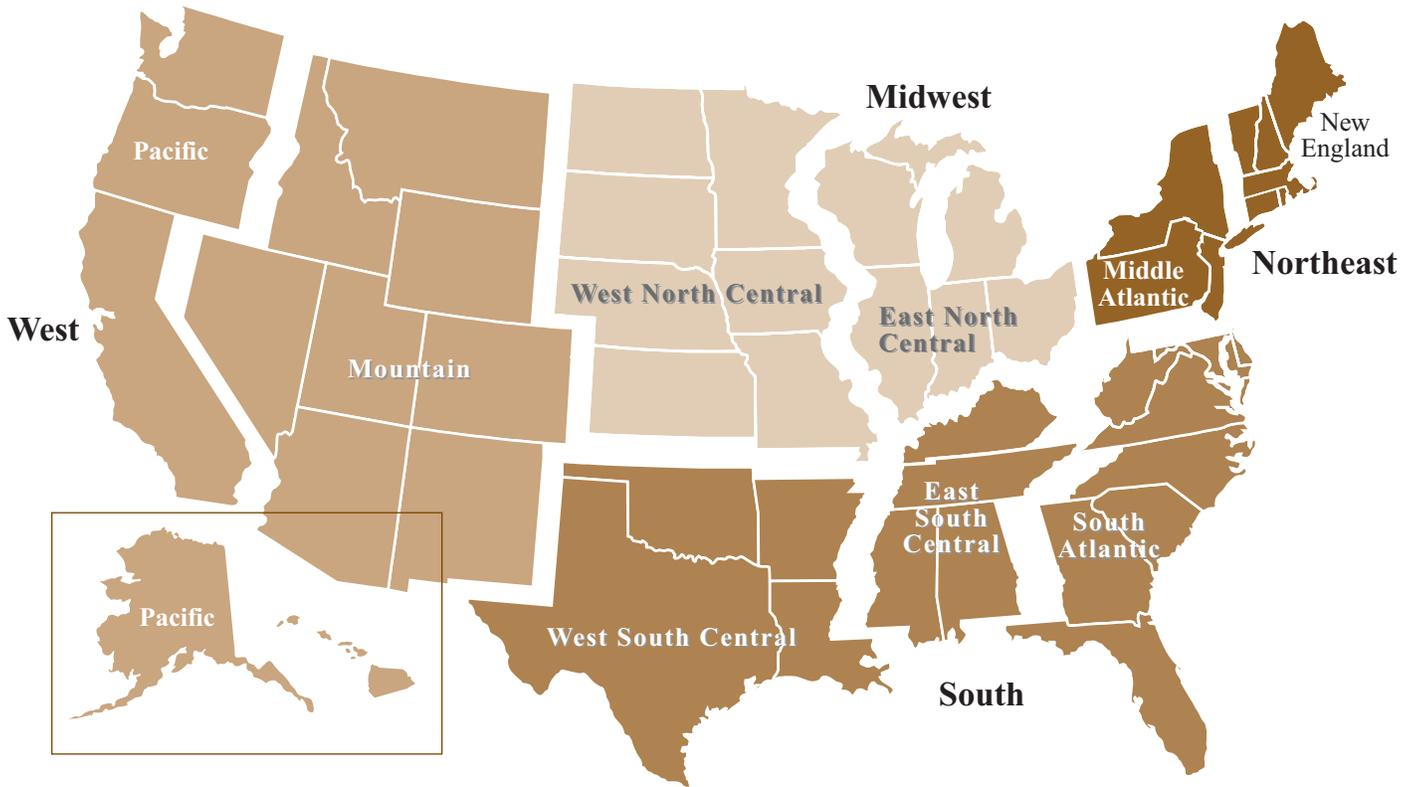 Midwest
New
England
Pacific
Northeast
Middle
Atlantic
West North Central
East North
Central
West
Mountain
East
South
Central
South
Atlantic
Pacific
West South Central
South